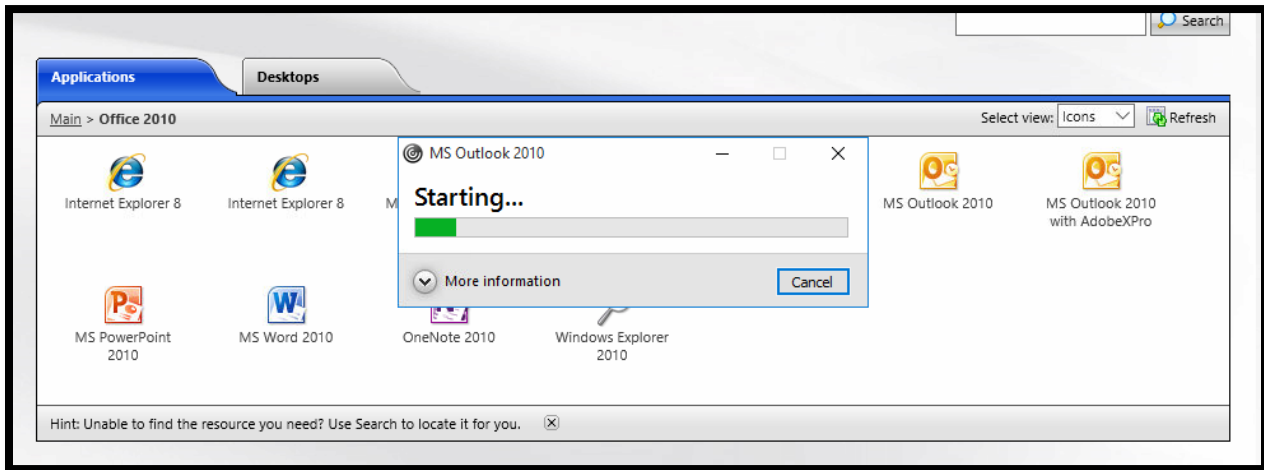 Search
Applications
Desktops
Main > Office 2010
Select view: Icons
Refresh
MS Outlook 2010
Starting...
More information
Cancel
Internet Explorer 8
Internet Explorer 8
M
MS Outlook 2010
MS Outlook 2010
with AdobeXPro
MS PowerPoint
2010
MS Word 2010
OneNote 2010
Windows Explorer
2010
Hint: Unable to find the resource you need? Use Search to locate it for you.